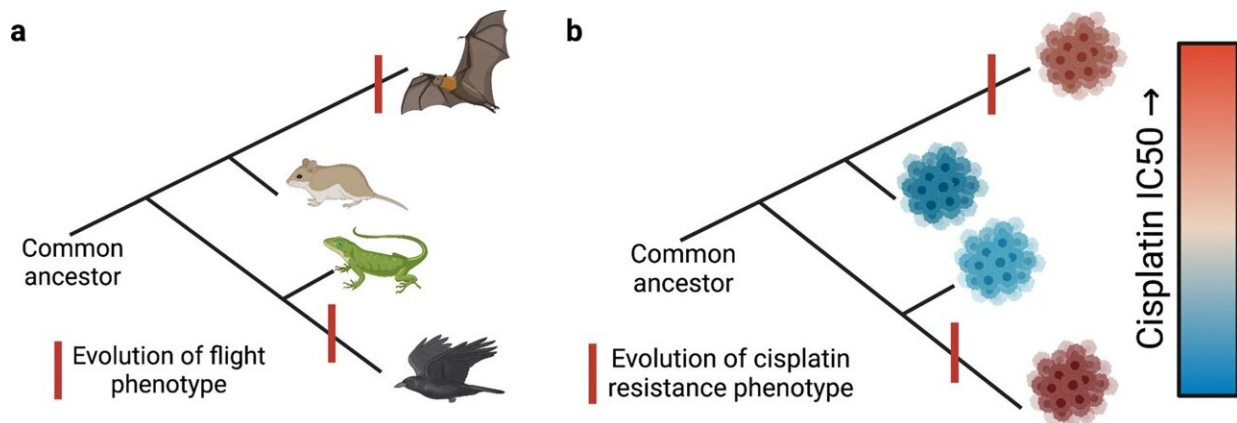 a
Common
ancestor
Evolution of flight
phenotype
b
Common
ancestor
Evolution of cisplatin
resistance phenotype
Cisplatin IC50 →